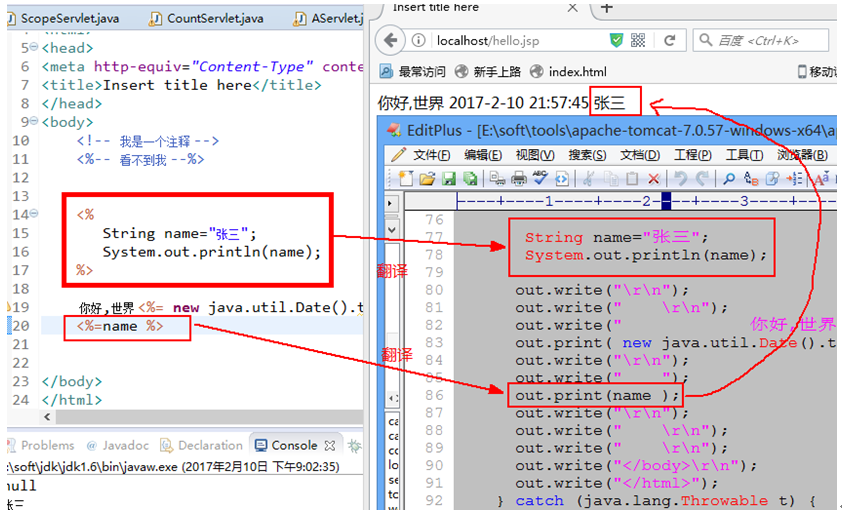 ScopeServlet.java
CountServlet.java
AServlet.j
5 <head>
6 <meta http-equiv="Content-Type" conten
7 <title>Insert title here</title>
8 </head>
9 <body>
10 <!-- 我是一个注释 -->
11 <%-- 看不到我 --%>
12
13
14 <%
15 String name="张三";
16 System.out.println(name);
17 %>
18
19 你好,世界 <%= new java.util.Date().t
20 <%=name %>
21
22
23 </body>
24 </html>
Problems @ Javadoc Declaration Console
:\soft\jdk\jdk1.6\bin\javaw.exe (2017年2月10日 下午9:02:35)
null
张三
翻译
翻译
Insert title here
localhost/hello.jsp
百度 <Ctrl+K>
最常访问 新手上路 index.html 移动
你好,世界 2017-2-10 21:57:45 张三
EditPlus - [E:\soft\tools\apache-tomcat-7.0.57-windows-x64\a
文件(F) 编辑(E) 视图(V) 搜索(S) 文档(D) 工程(P) 工具(T) 浏览器(B)
----+----1----+----2----+----3----+
76
77 String name="张三";
78 System.out.println(name);
79
80 out.write("\r\n");
81 out.write(" \r\n");
82 out.write(" 你好,世界
83 out.print( new java.util.Date().t
84 out.write("\r\n");
85 out.write(" ");
86 out.print(name );
87 out.write("\r\n");
88 out.write(" \r\n");
89 out.write(" \r\n");
90 out.write("</body>\r\n");
91 out.write("</html>");
92 } catch (java.lang.Throwable t) {